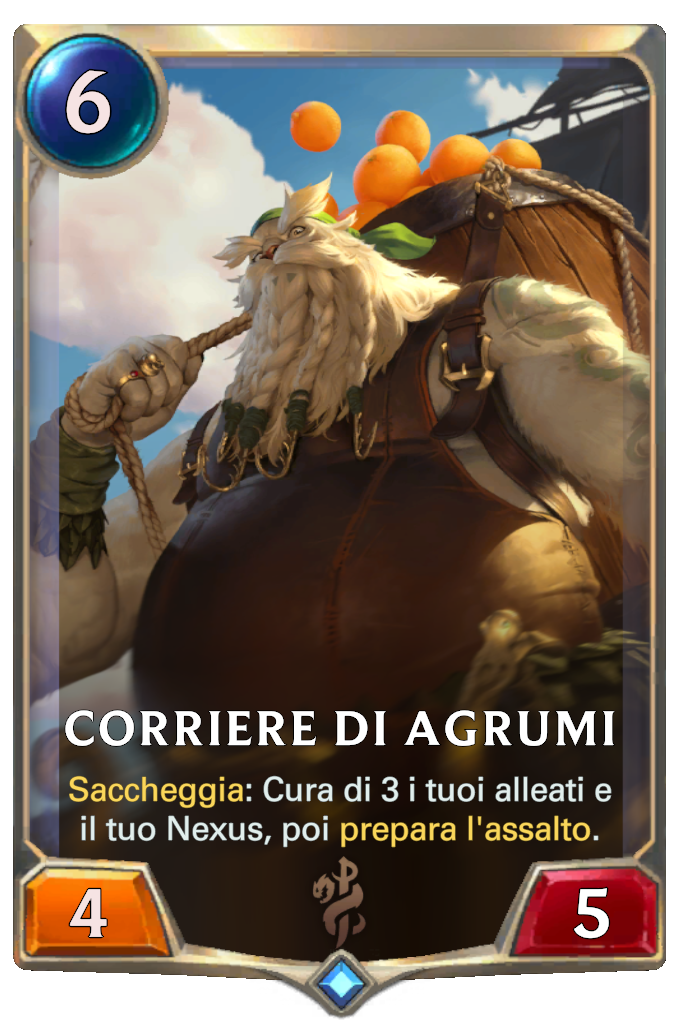 6
CORRIERE DI AGRUMI
Saccheggia: Cura di 3 i tuoi alleati e
il tuo Nexus, poi prepara l'assalto.
4
5